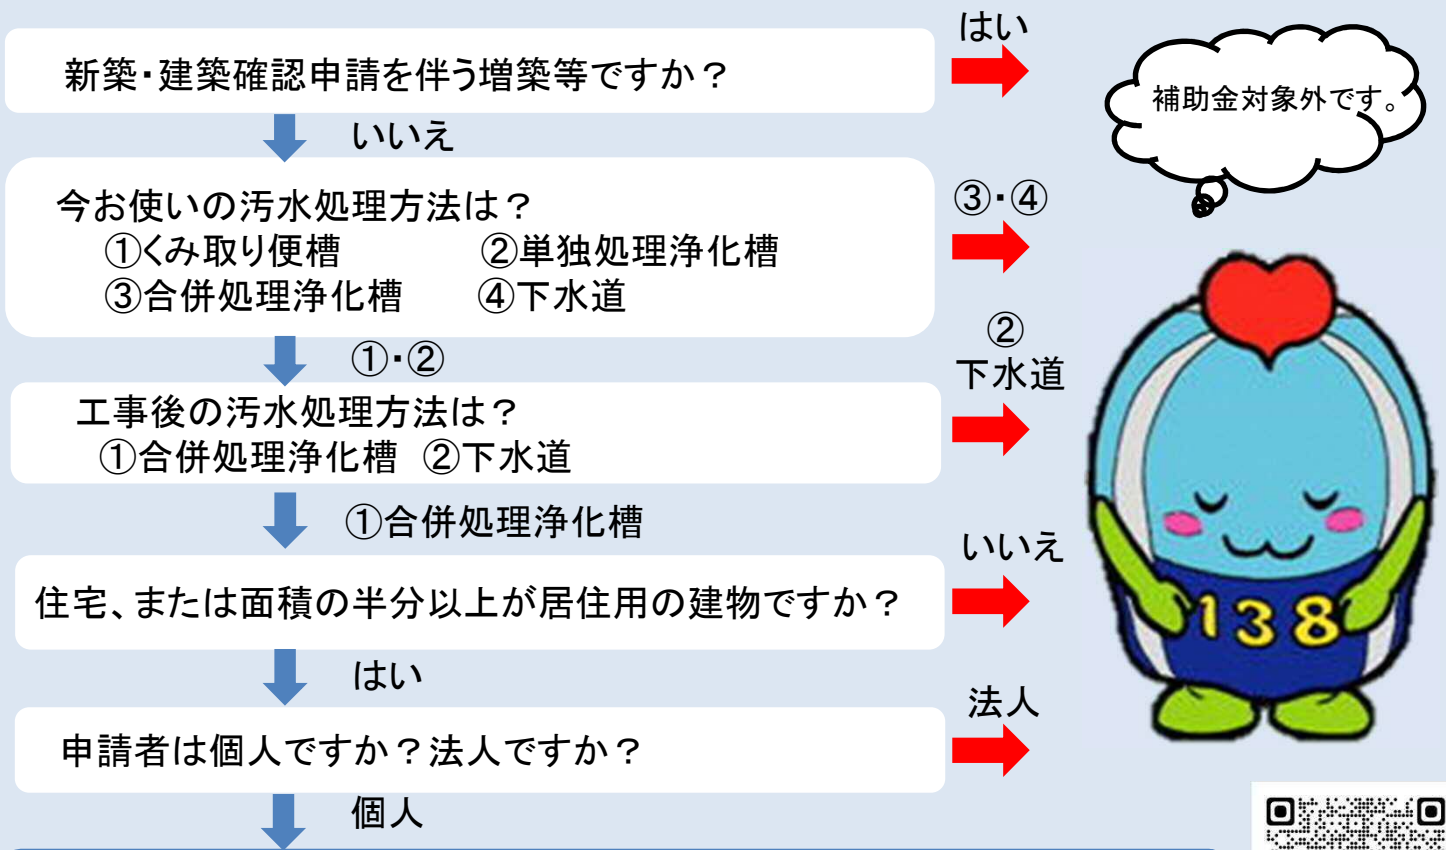 はい
新築・建築確認申請を伴う増築等ですか？
補助金対象外です。
いいえ
今お使いの汚水処理方法は？
①くみ取り便槽 ②単独処理浄化槽
③合併処理浄化槽 ④下水道
③・④
①・②
②
下水道
工事後の汚水処理方法は？
①合併処理浄化槽 ②下水道
①合併処理浄化槽
いいえ
住宅、または面積の半分以上が居住用の建物ですか？
はい
法人
申請者は個人ですか？法人ですか？
個人
138